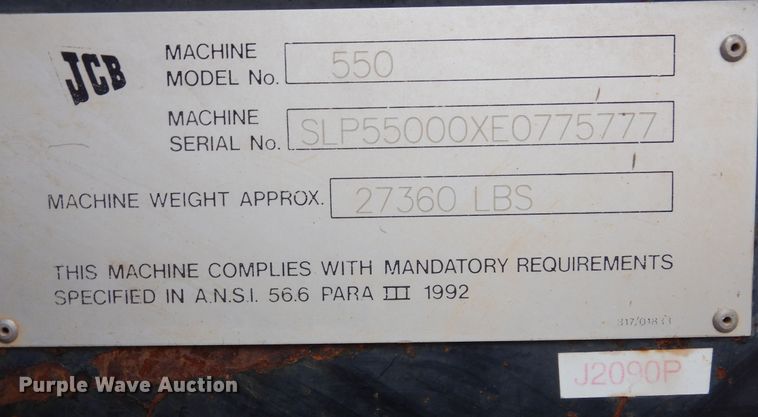 JCB
MACHINE
MODEL No. 550
MACHINE
SERIAL No. SLP55000XE0775777
MACHINE WEIGHT APPROX. 27360 LBS
THIS MACHINE COMPLIES WITH MANDATORY REQUIREMENTS
SPECIFIED IN A.N.S.I. 56.6 PARA III 1992
J2090P
Purple Wave Auction